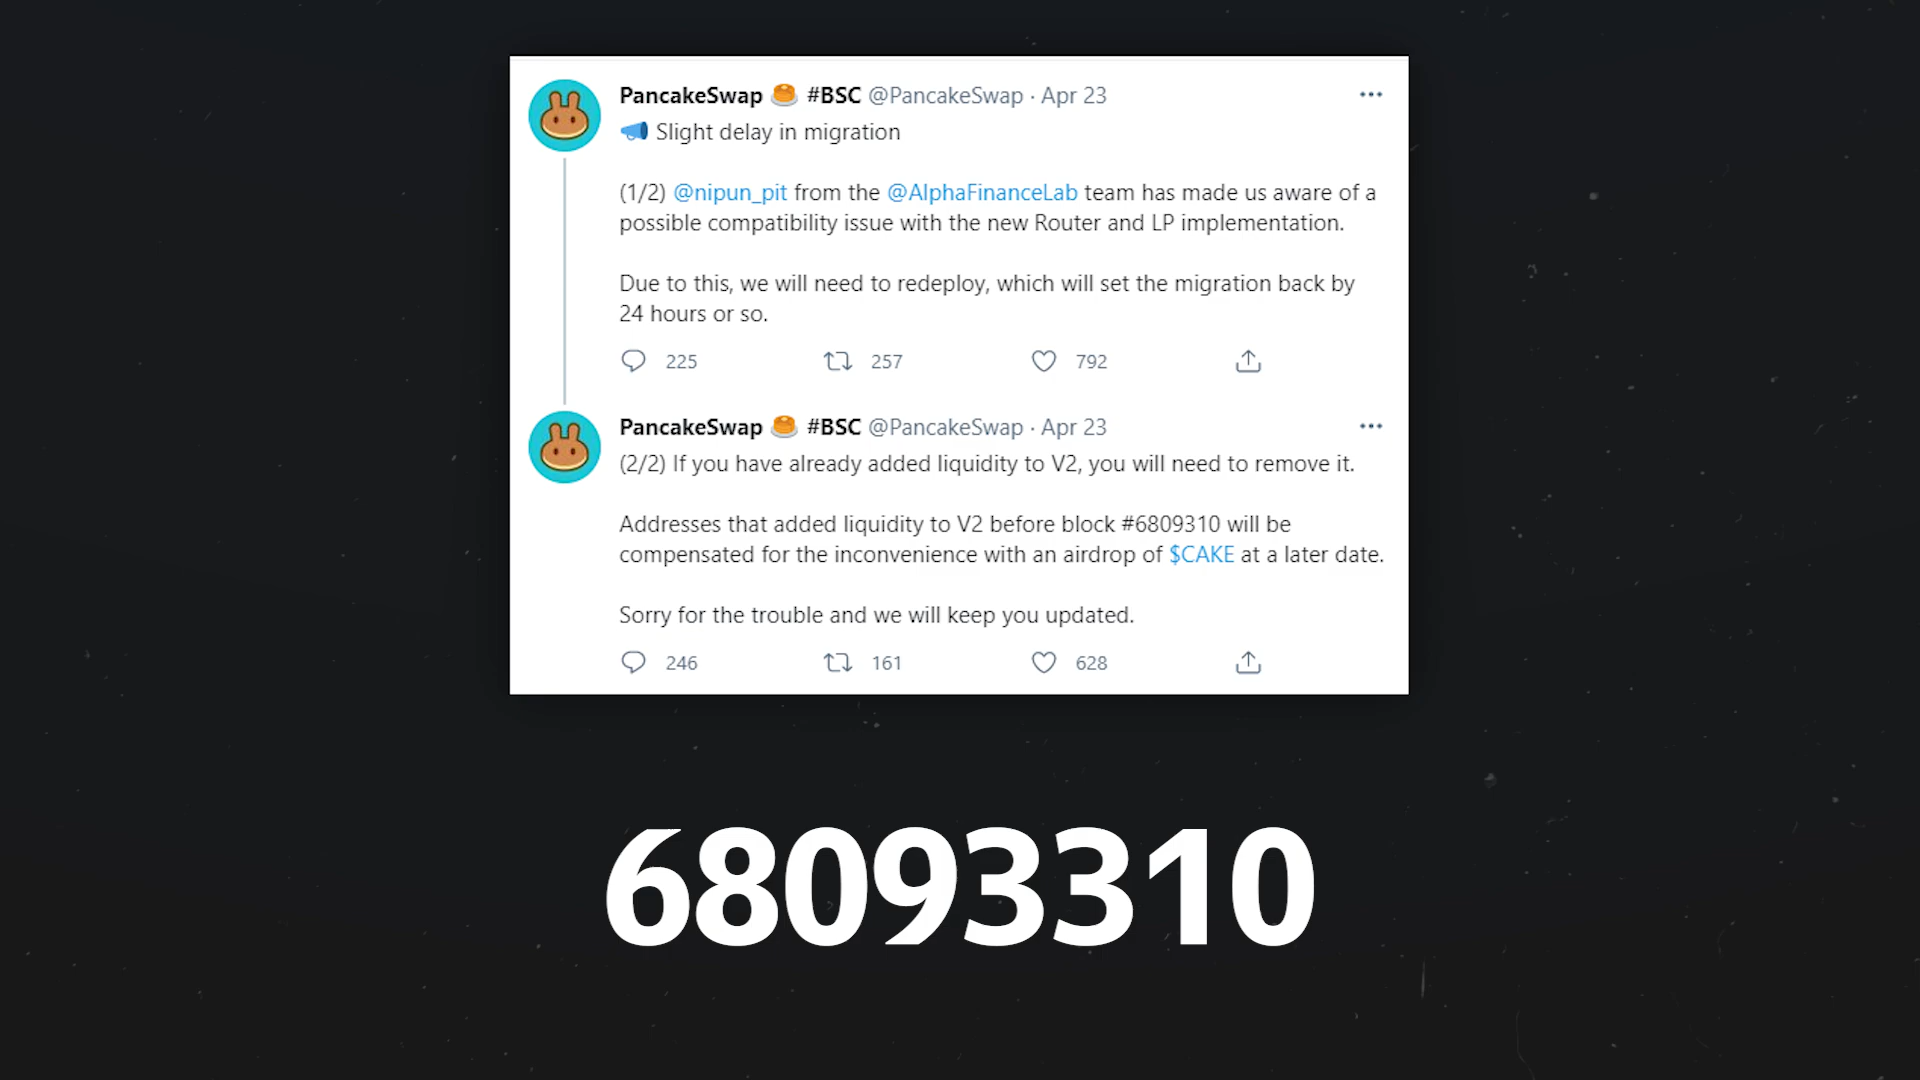 PancakeSwap 🥞 #BSC @PancakeSwap · Apr 23
📣 Slight delay in migration
(1/2) @nipun_pit from the @AlphaFinanceLab team has made us aware of a
possible compatibility issue with the new Router and LP implementation.
Due to this, we will need to redeploy, which will set the migration back by
24 hours or so.
225 257 792
PancakeSwap 🥞 #BSC @PancakeSwap · Apr 23
(2/2) If you have already added liquidity to V2, you will need to remove it.
Addresses that added liquidity to V2 before block #6809310 will be
compensated for the inconvenience with an airdrop of $CAKE at a later date.
Sorry for the trouble and we will keep you updated.
246 161 628
68093310